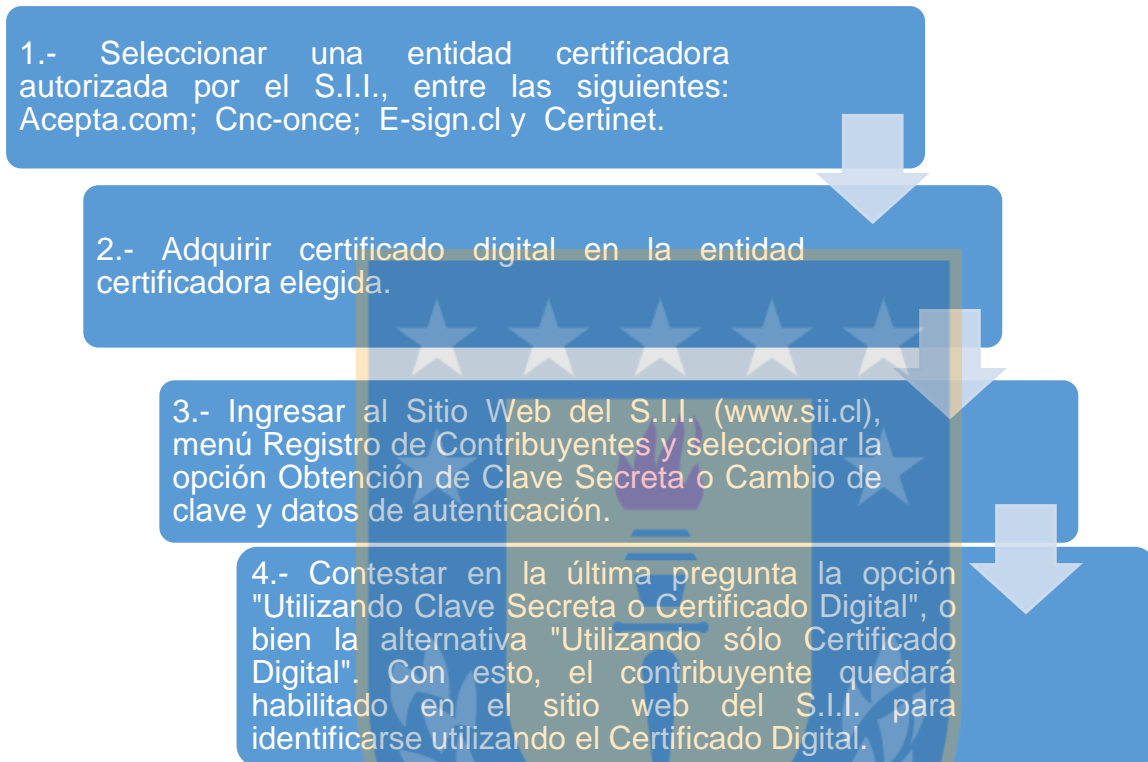 1.- Seleccionar una entidad certificadora
autorizada por el S.I.I., entre las siguientes:
Acepta.com; Cnc-once; E-sign.cl y Certinet.
2.- Adquirir certificado digital en la entidad
certificadora elegida.
3.- Ingresar al Sitio Web del S.I.I. (www.sii.cl),
menú Registro de Contribuyentes y seleccionar la
opción Obtención de Clave Secreta o Cambio de
clave y datos de autenticación.
4.- Contestar en la última pregunta la opción
"Utilizando Clave Secreta o Certificado Digital", o
bien la alternativa "Utilizando sólo Certificado
Digital". Con esto, el contribuyente quedará
habilitado en el sitio web del S.I.I. para
identificarse utilizando el Certificado Digital.